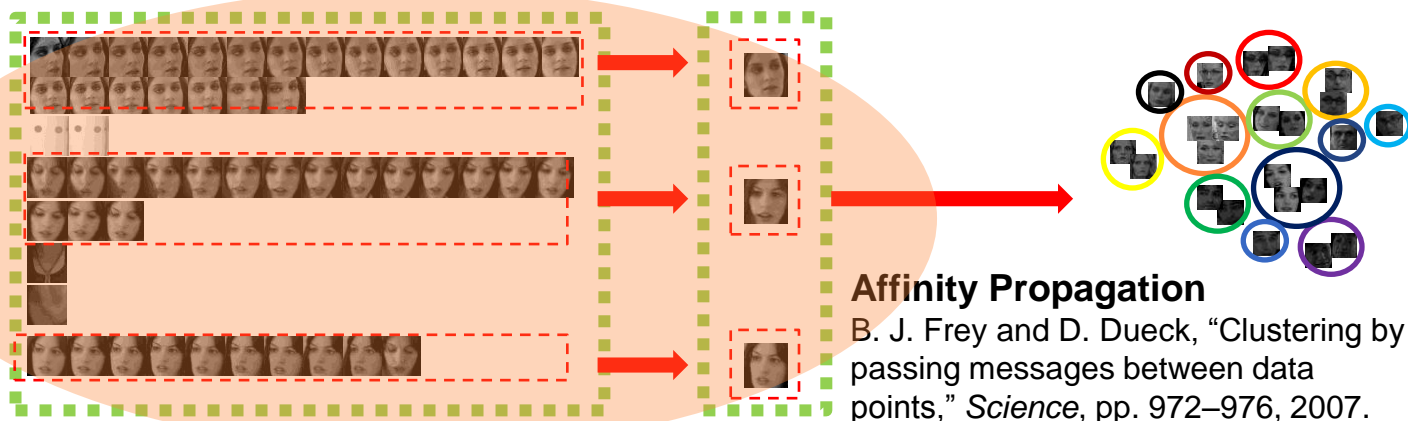 Affinity Propagation
B. J. Frey and D. Dueck, “Clustering by
passing messages between data
points,” Science, pp. 972–976, 2007.